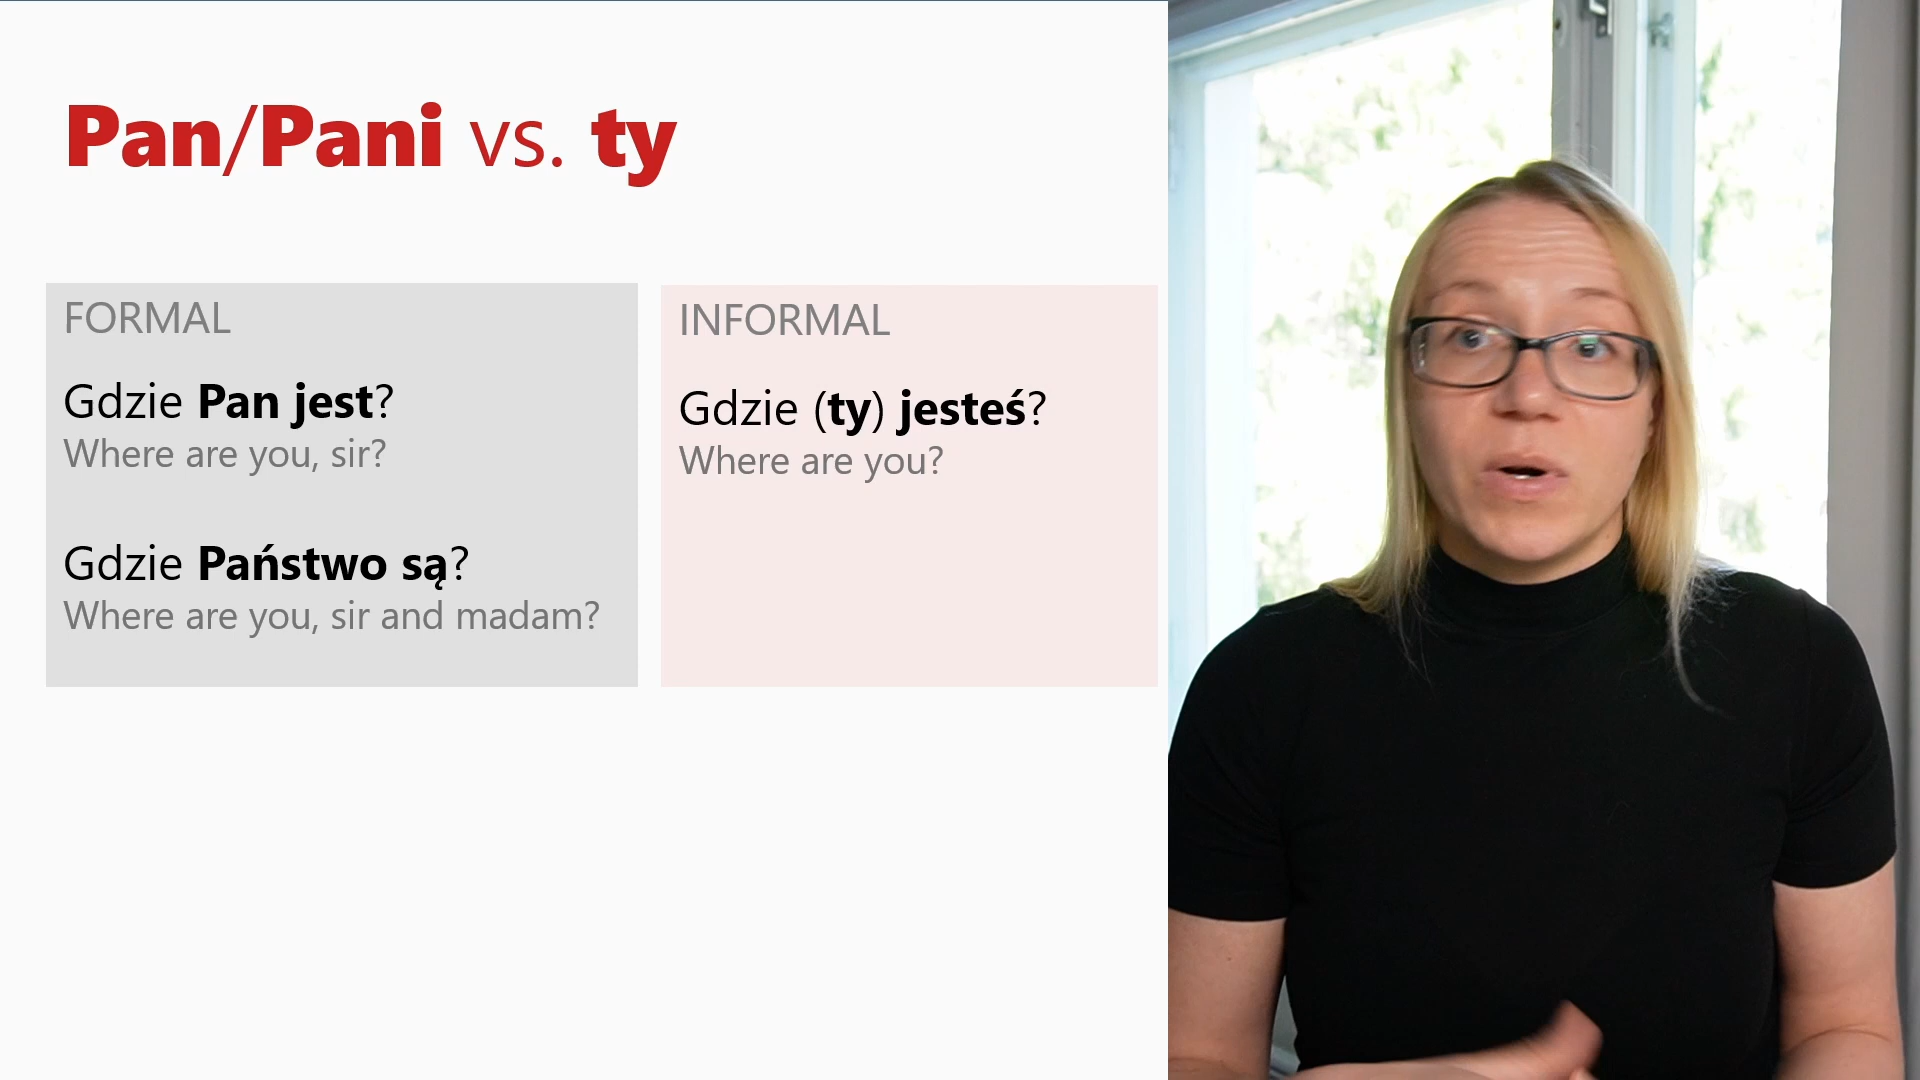 Pan/Pani vs. ty
FORMAL
Gdzie Pan jest?
Where are you, sir?
Gdzie Państwo są?
Where are you, sir and madam?
INFORMAL
Gdzie (ty) jesteś?
Where are you?